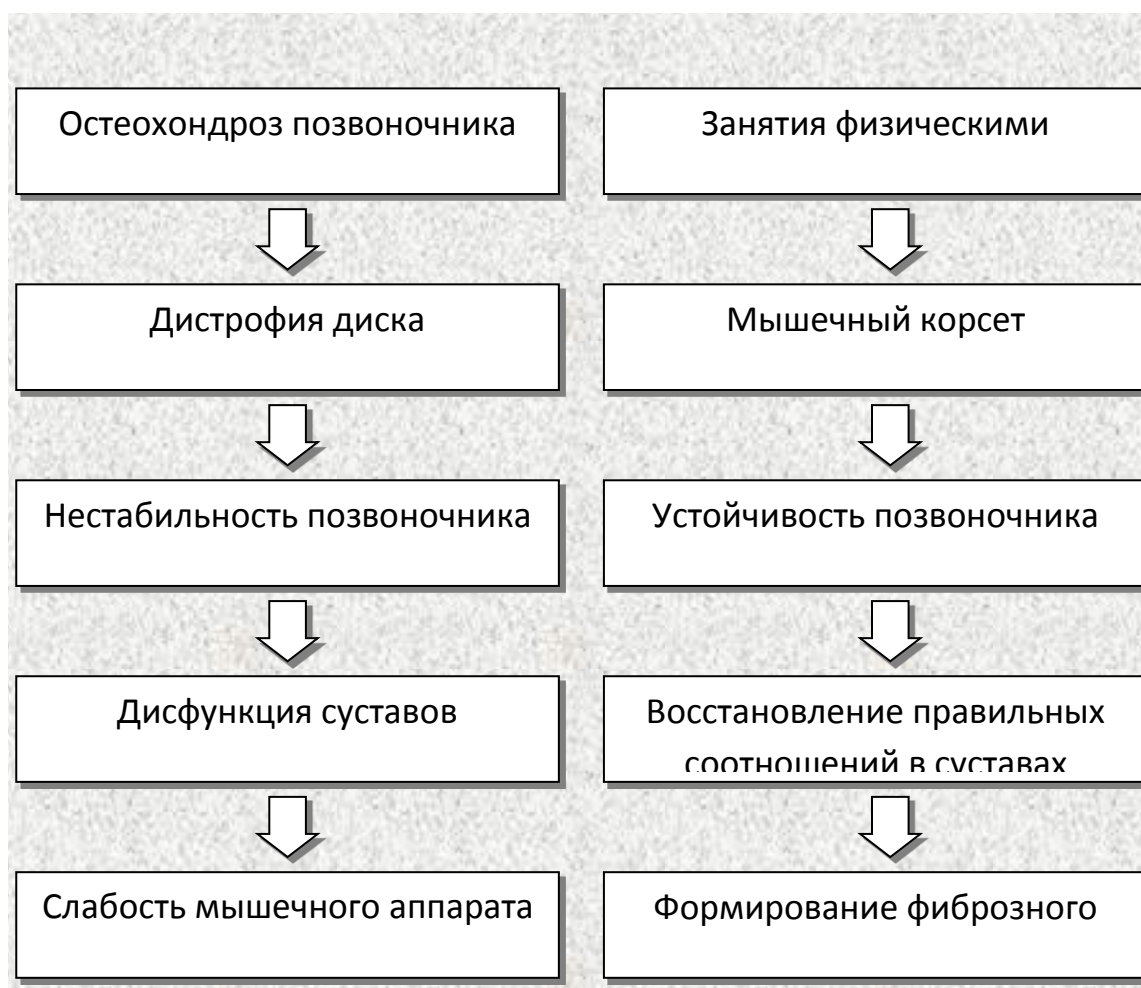 Остеохондроз позвоночника
Занятия физическими
Дистрофия диска
Мышечный корсет
Нестабильность позвоночника
Устойчивость позвоночника
Дисфункция суставов
Восстановление правильных
соотношений в суставах
Слабость мышечного аппарата
Формирование фиброзного